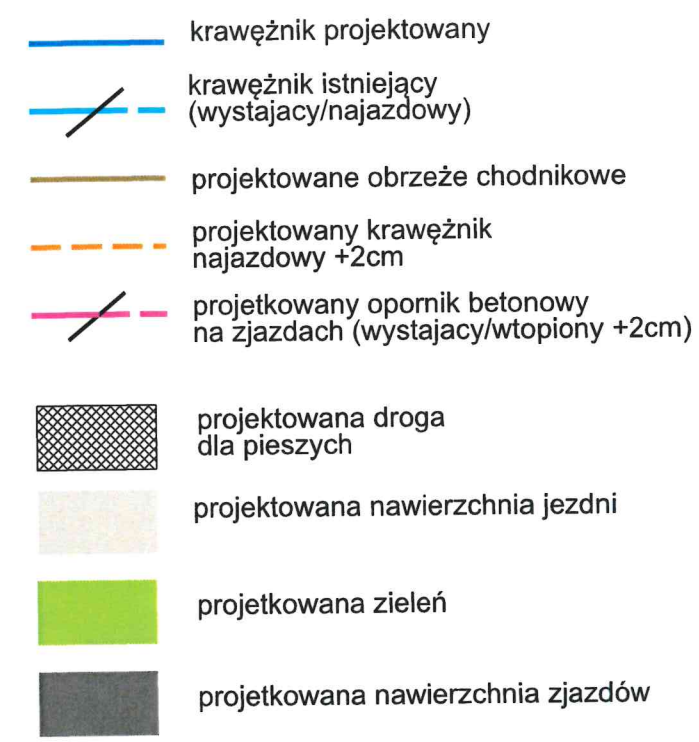 krawężnik projektowany
krawężnik istniejący
(wystajacy/najazdowy)
projektowane obrzeże chodnikowe
projektowany krawężnik
najazdowy +2cm
projetkowany opornik betonowy
na zjazdach (wystajacy/wtopiony +2cm)
projektowana droga
dla pieszych
projektowana nawierzchnia jezdni
projetkowana zieleń
projetkowana nawierzchnia zjazdów